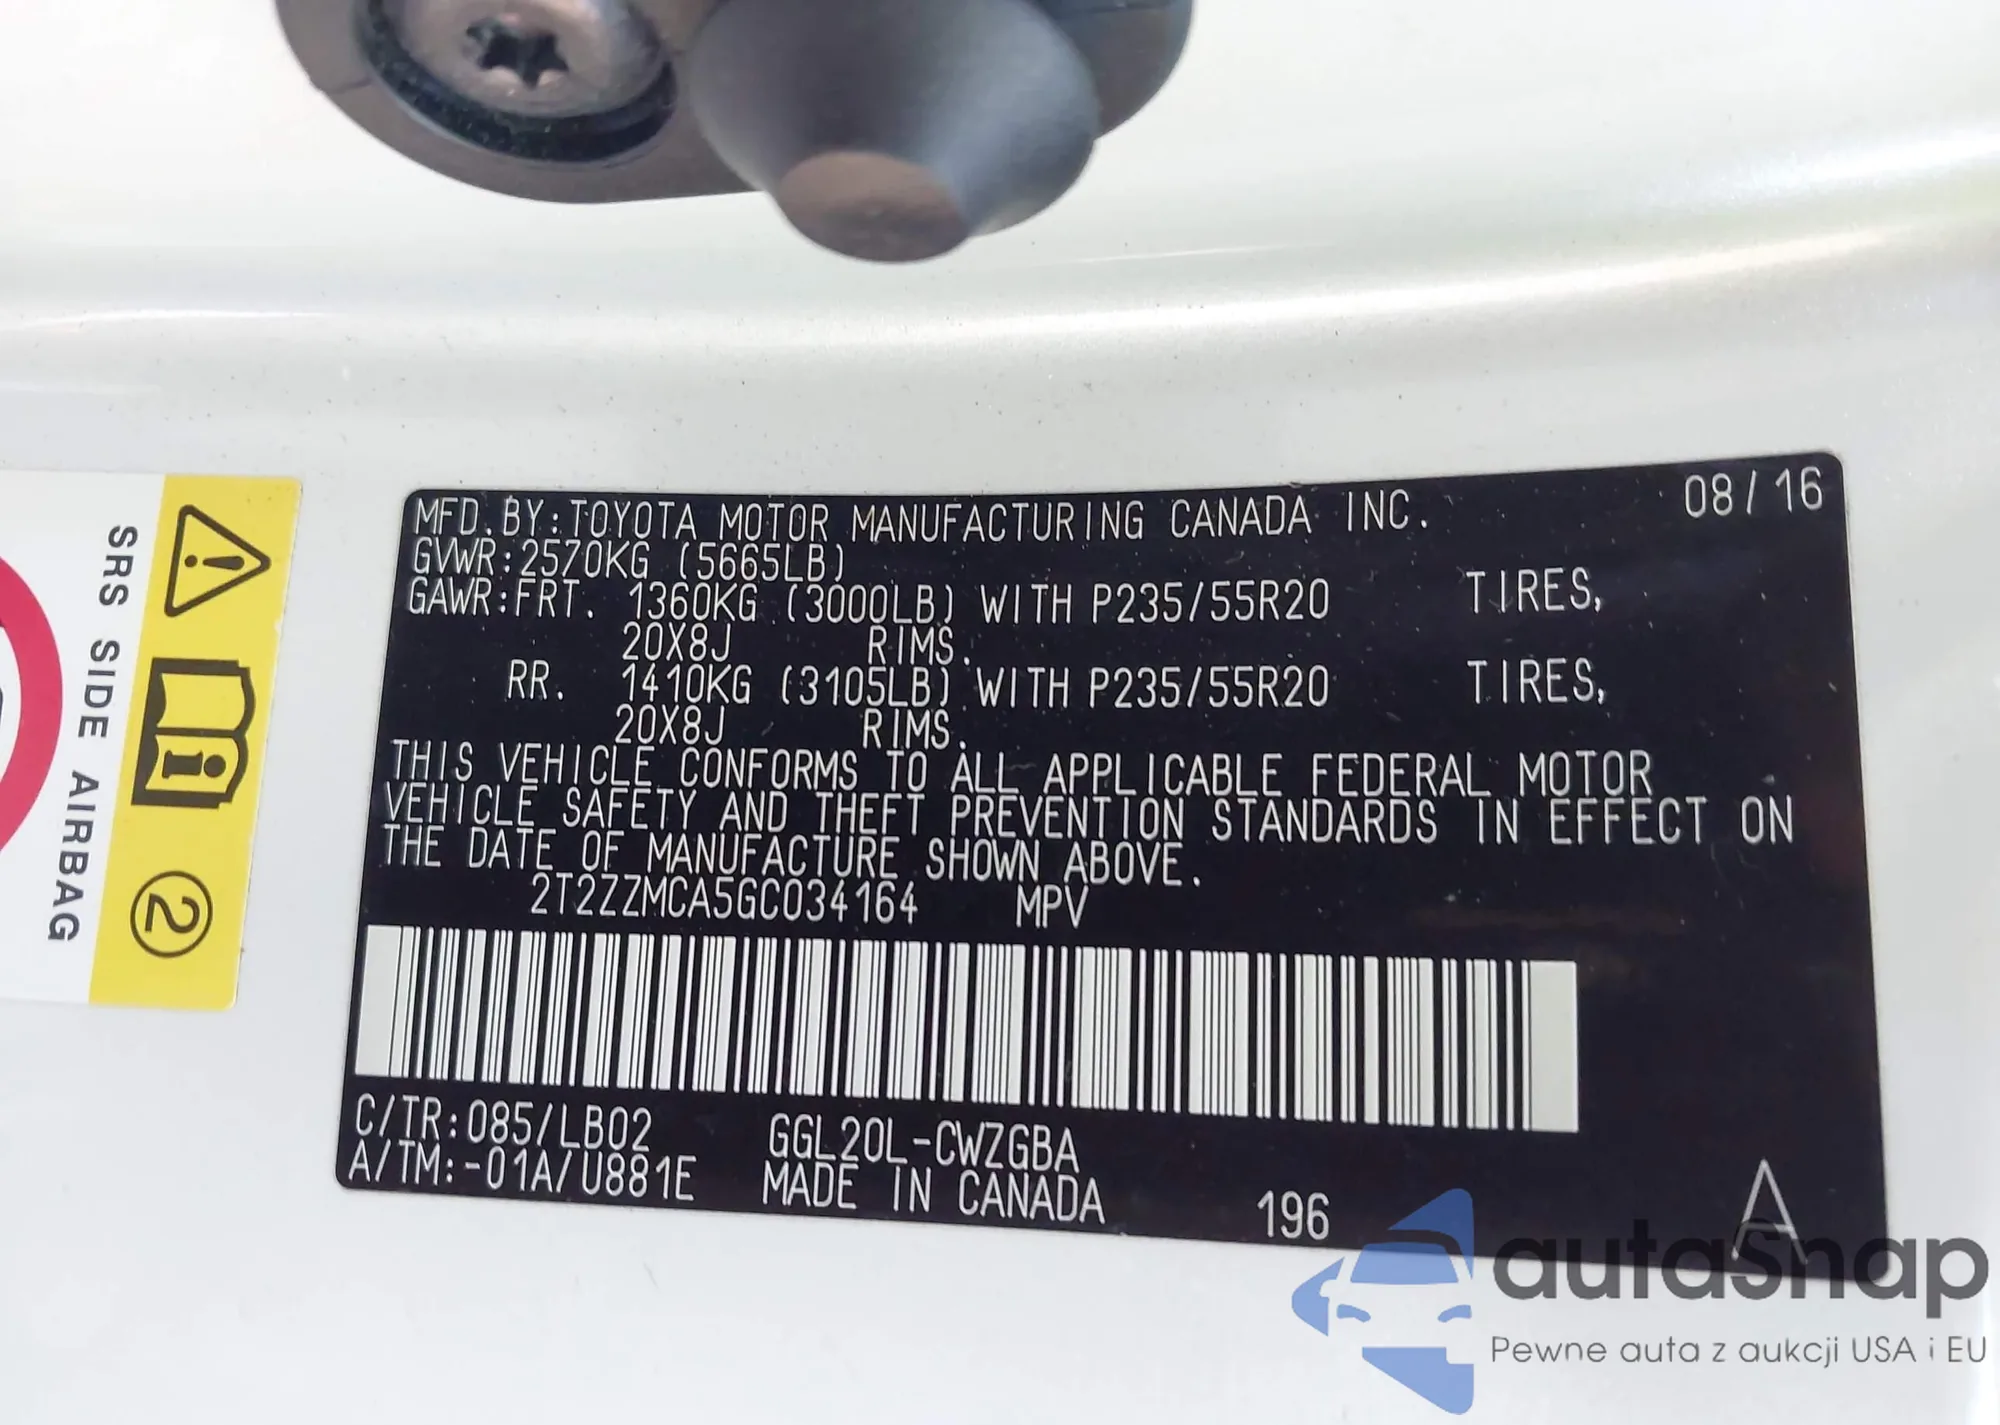 MFD. BY: TOYOTA MOTOR MANUFACTURING CANADA INC. 08/16
GVWR: 2570KG (5665LB)
GAWR: FRT. 1360KG (3000LB) WITH P235/55R20 TIRES,
20X8J RIMS.
RR. 1410KG (3105LB) WITH P235/55R20 TIRES,
20X8J RIMS.
THIS VEHICLE CONFORMS TO ALL APPLICABLE FEDERAL MOTOR
VEHICLE SAFETY AND THEFT PREVENTION STANDARDS IN EFFECT ON
THE DATE OF MANUFACTURE SHOWN ABOVE.
2T2ZZMCA5GC034164 MPV
C/TR: 085/LB02 GGL20L-CWZGBA
A/TM: -01A/U881E MADE IN CANADA 196 A
SRS SIDE AIRBAG
2
autasnap
Pewne auta z aukcji USA i EU